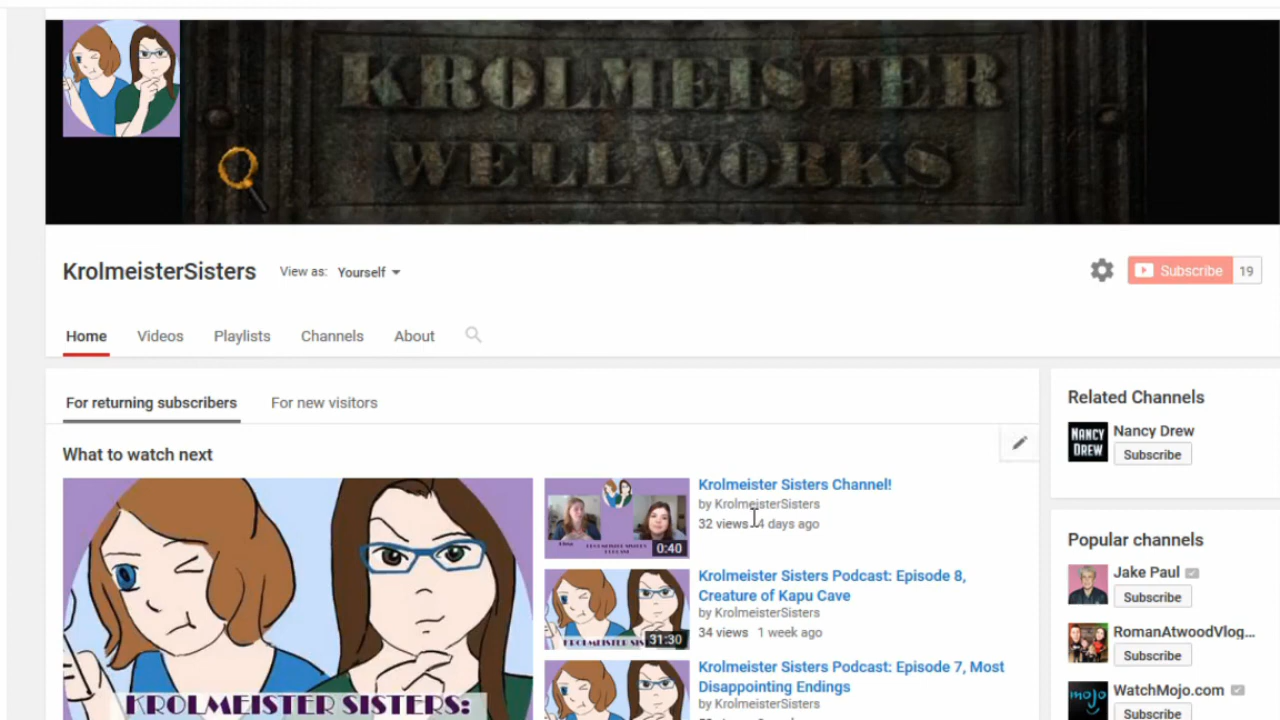 KROLMEISTER
WELL WORKS
KrolmeisterSisters
View as: Yourself
Subscribe 19
Home Videos Playlists Channels About
For returning subscribers For new visitors
What to watch next
KROLMEISTER SISTERS:
Krolmeister Sisters Channel!
by KrolmeisterSisters
32 views 4 days ago
0:40
Krolmeister Sisters Podcast: Episode 8,
Creature of Kapu Cave
by KrolmeisterSisters
34 views 1 week ago
KROLMEISTER SIS
31:30
Krolmeister Sisters Podcast: Episode 7, Most
Disappointing Endings
by KrolmeisterSisters
Related Channels
NANCY
DREW
Nancy Drew
Subscribe
Popular channels
Jake Paul
Subscribe
RomanAtwoodVlog...
Subscribe
mojo
WatchMojo.com
Subscribe